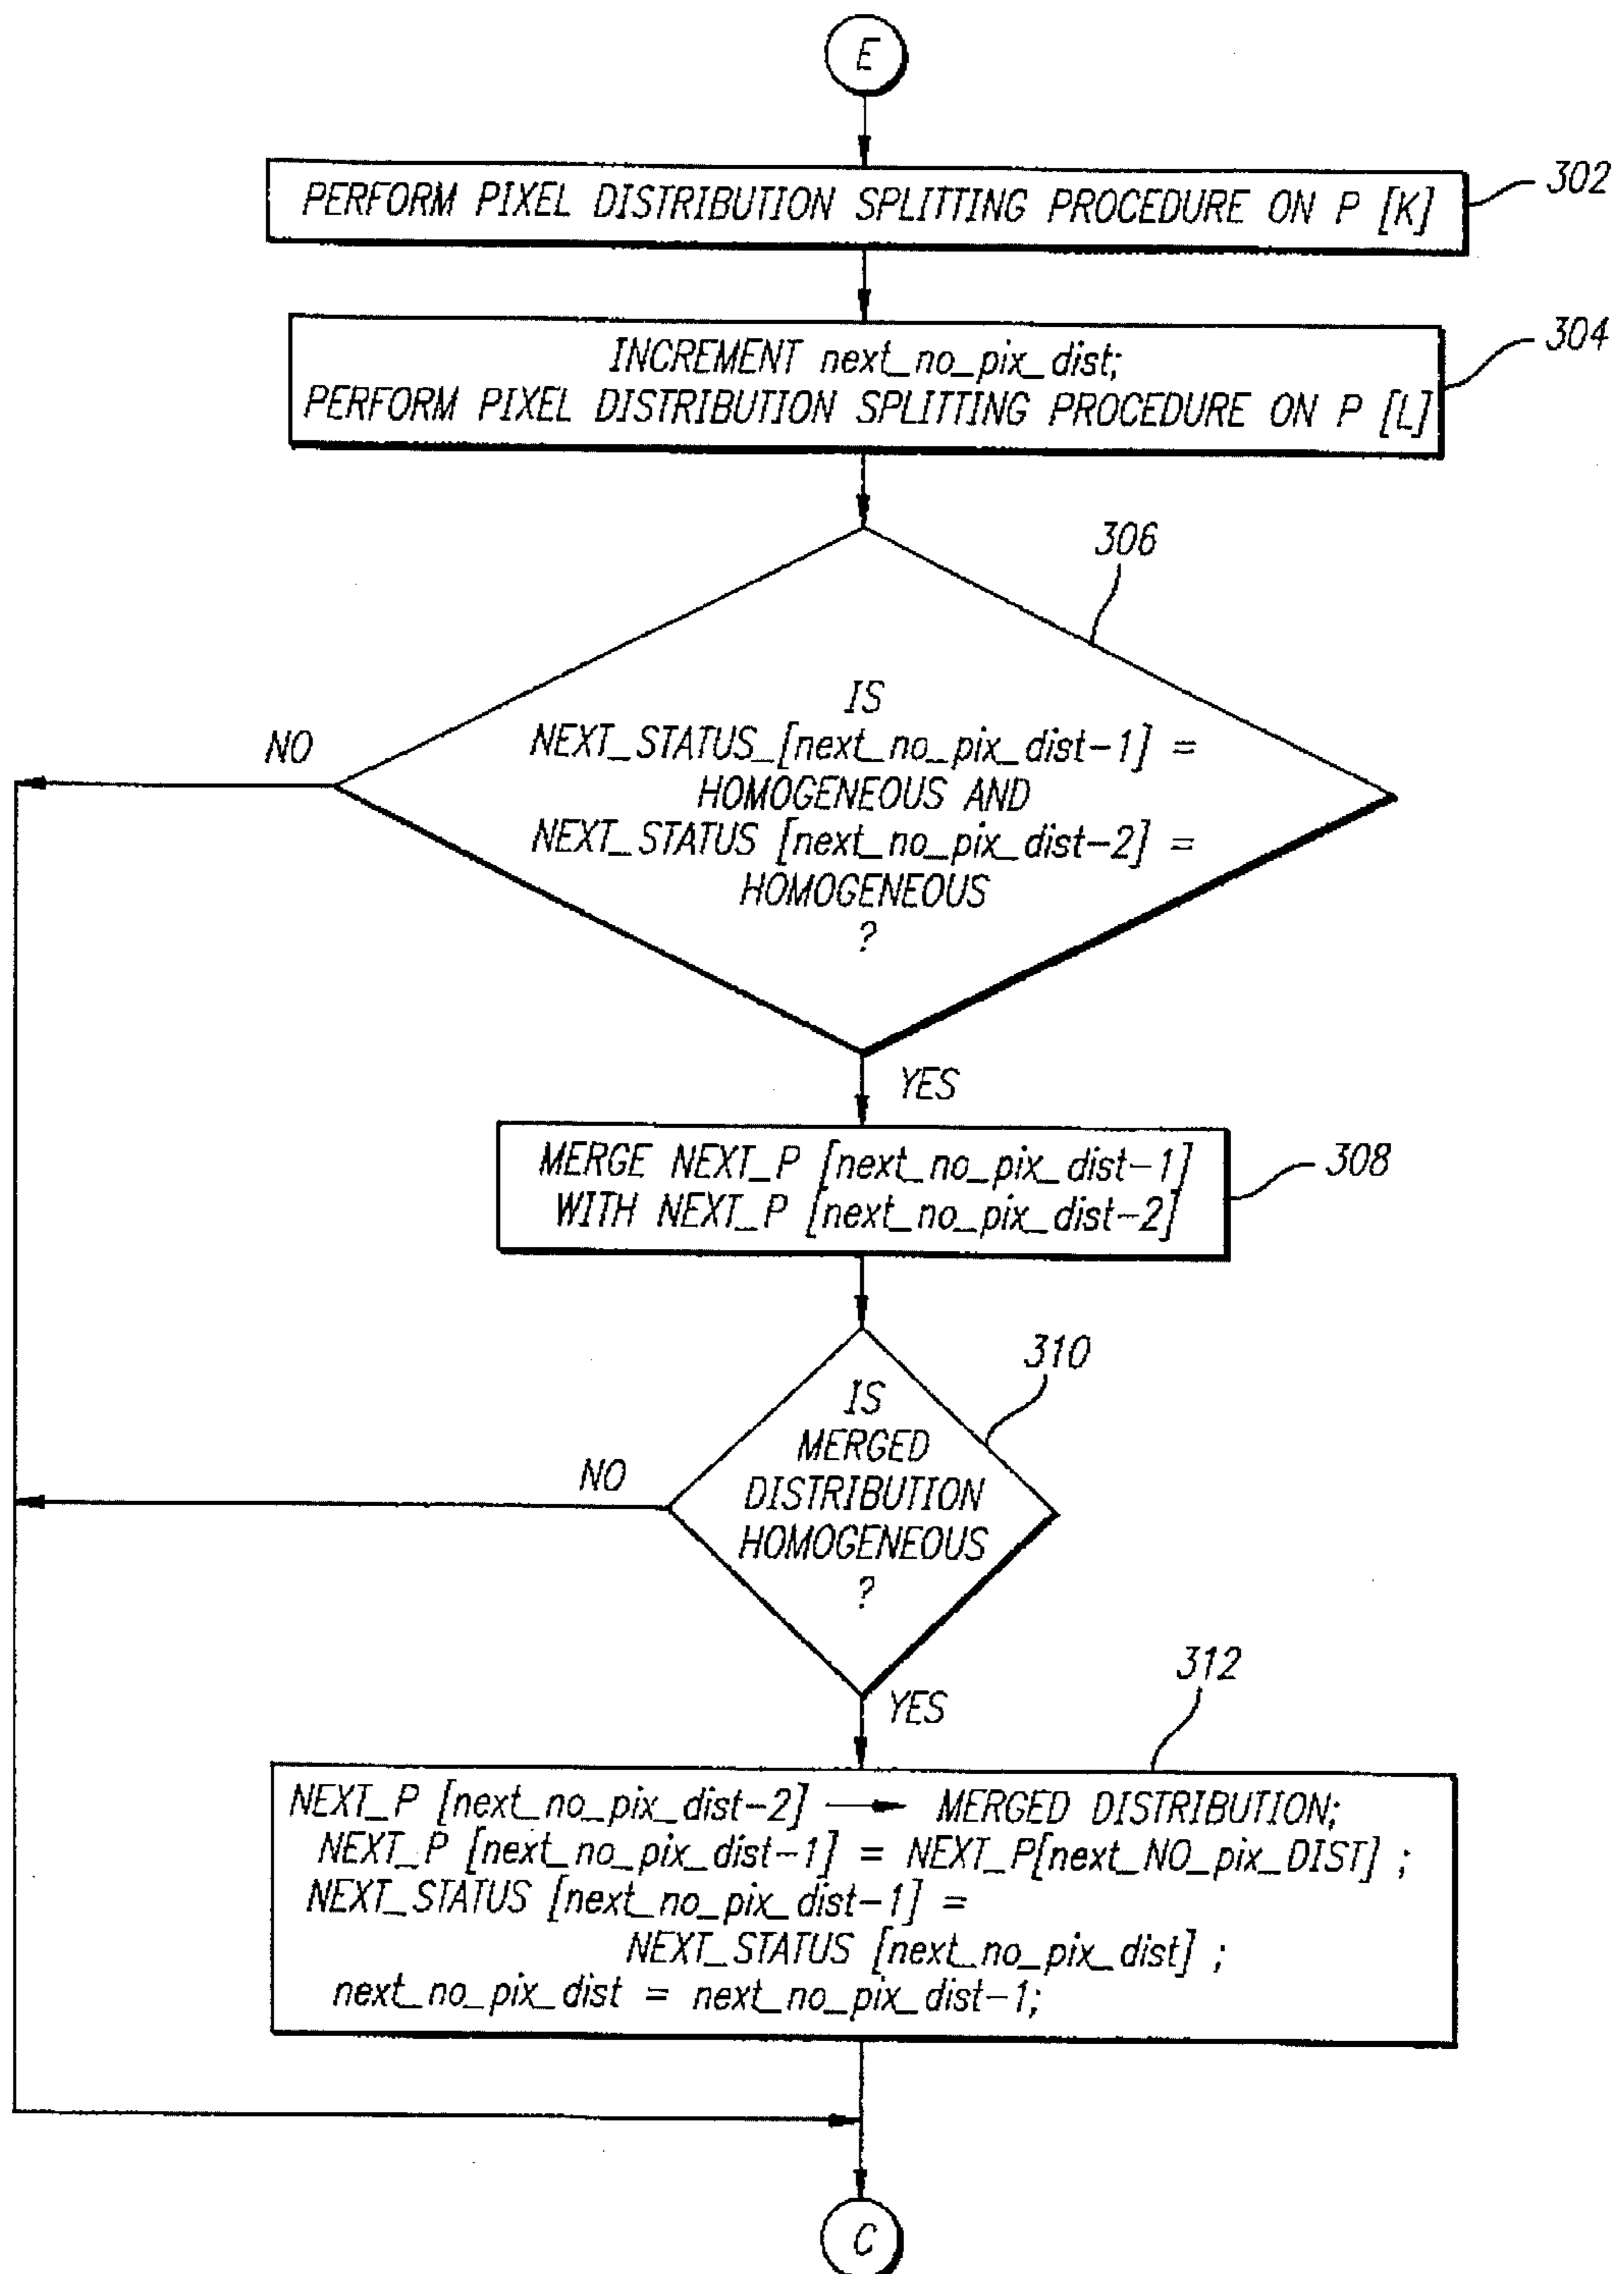 E
PERFORM PIXEL DISTRIBUTION SPLITTING PROCEDURE ON P [K]
302
INCREMENT next_no_pix_dist;
PERFORM PIXEL DISTRIBUTION SPLITTING PROCEDURE ON P [L]
304
306
IS
NEXT_STATUS_[next_no_pix_dist-1] =
HOMOGENEOUS AND
NEXT_STATUS [next_no_pix_dist-2] =
HOMOGENEOUS
?
NO
YES
MERGE NEXT_P [next_no_pix_dist-1]
WITH NEXT_P [next_no_pix_dist-2]
308
310
IS
MERGED
DISTRIBUTION
HOMOGENEOUS
?
NO
YES
312
NEXT_P [next_no_pix_dist-2] → MERGED DISTRIBUTION;
NEXT_P [next_no_pix_dist-1] = NEXT_P[next_NO_pix_DIST] ;
NEXT_STATUS [next_no_pix_dist-1] =
NEXT_STATUS [next_no_pix_dist] ;
next_no_pix_dist = next_no_pix_dist-1;
C